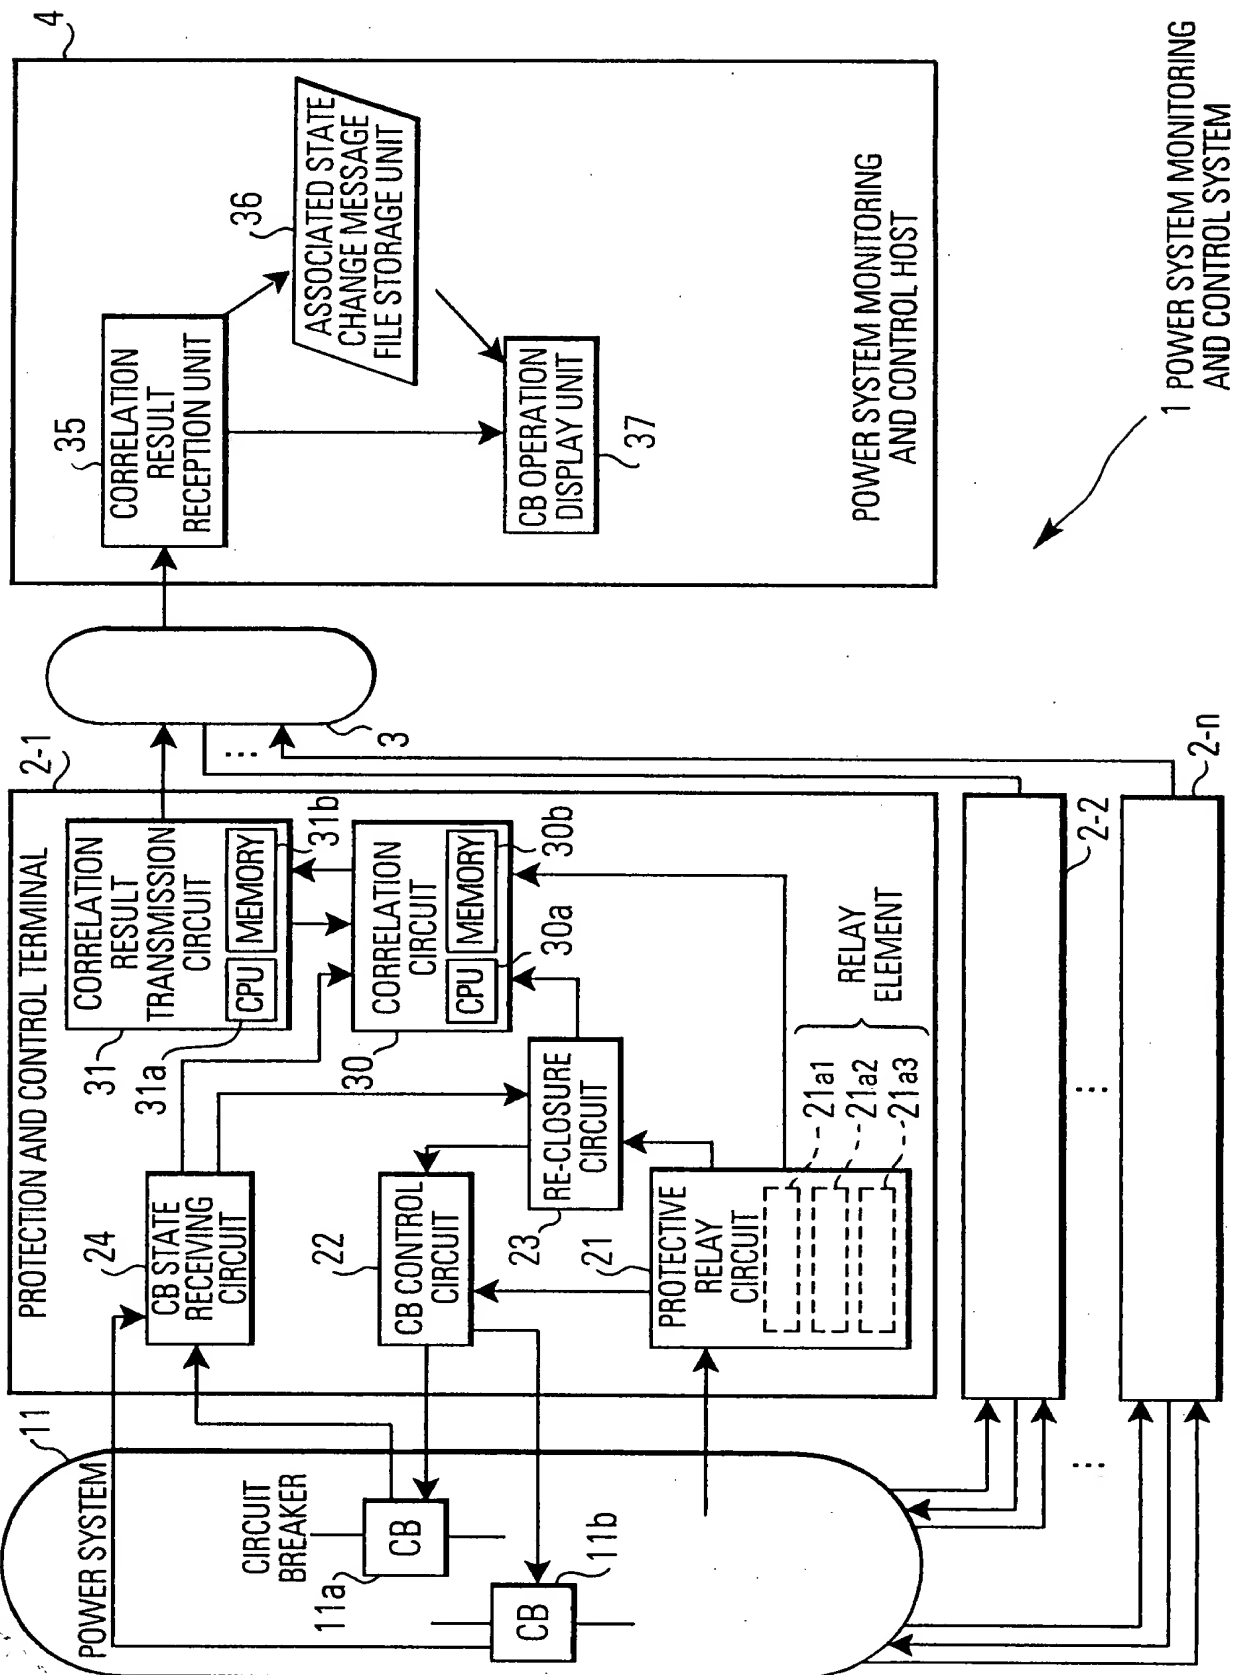 PROTECTION AND CONTROL TERMINAL
2-1
4
11
POWER SYSTEM
CIRCUIT
BREAKER
11a
CB
CB
11b
24
CB STATE
RECEIVING
CIRCUIT
22
CB CONTROL
CIRCUIT
23
RE-CLOSURE
CIRCUIT
21
PROTECTIVE
RELAY
CIRCUIT
21a1
21a2
21a3
RELAY
ELEMENT
31
CORRELATION
RESULT
TRANSMISSION
CIRCUIT
31a
CPU
MEMORY
31b
30
CORRELATION
CIRCUIT
CPU
MEMORY
30a
30b
3
...
2-2
...
...
2-n
35
CORRELATION
RESULT
RECEPTION UNIT
36
ASSOCIATED STATE
CHANGE MESSAGE
FILE STORAGE UNIT
CB OPERATION
DISPLAY UNIT
37
POWER SYSTEM MONITORING
AND CONTROL HOST
1 POWER SYSTEM MONITORING
AND CONTROL SYSTEM